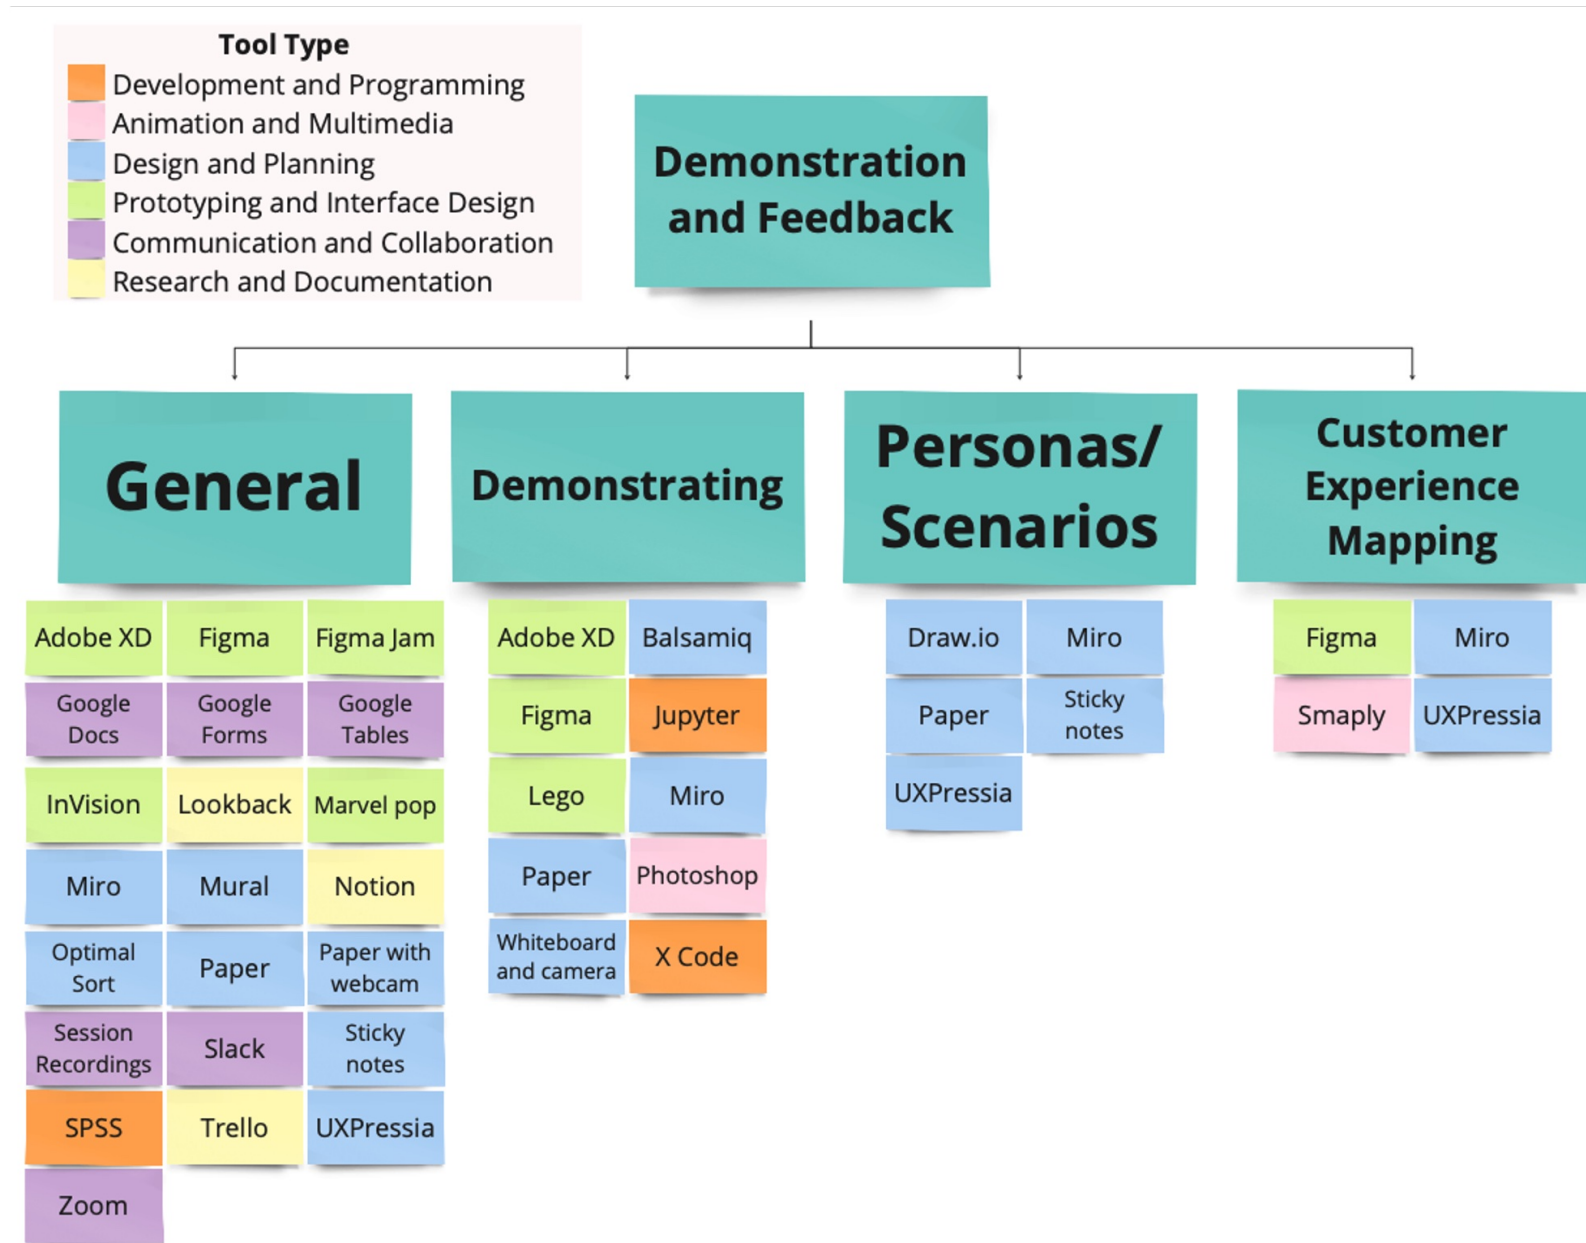 Tool Type
Development and Programming
Animation and Multimedia
Design and Planning
Prototyping and Interface Design
Communication and Collaboration
Research and Documentation
Demonstration
and Feedback
General
Demonstrating
Personas/
Scenarios
Customer
Experience
Mapping
Adobe XD
Figma
Figma Jam
Google
Docs
Google
Forms
Google
Tables
InVision
Lookback
Marvel pop
Miro
Mural
Notion
Optimal
Sort
Paper
Paper with
webcam
Session
Recordings
Slack
Sticky
notes
SPSS
Trello
UXPressia
Zoom
Adobe XD
Balsamiq
Figma
Jupyter
Lego
Miro
Paper
Photoshop
Whiteboard
and camera
X Code
Draw.io
Miro
Paper
Sticky
notes
UXPressia
Figma
Miro
Smaply
UXPressia